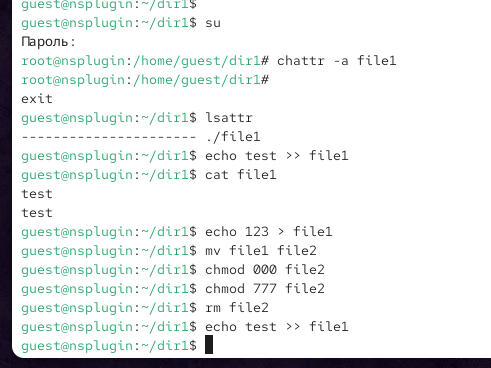 guest@nsplugin:~/dir1$
guest@nsplugin:~/dir1$ su
Пароль:
root@nsplugin:/home/guest/dir1# chattr -a file1
root@nsplugin:/home/guest/dir1#
exit
guest@nsplugin:~/dir1$ lsattr
---------------------- ./file1
guest@nsplugin:~/dir1$ echo test >> file1
guest@nsplugin:~/dir1$ cat file1
test
test
guest@nsplugin:~/dir1$ echo 123 > file1
guest@nsplugin:~/dir1$ mv file1 file2
guest@nsplugin:~/dir1$ chmod 000 file2
guest@nsplugin:~/dir1$ chmod 777 file2
guest@nsplugin:~/dir1$ rm file2
guest@nsplugin:~/dir1$ echo test >> file1
guest@nsplugin:~/dir1$